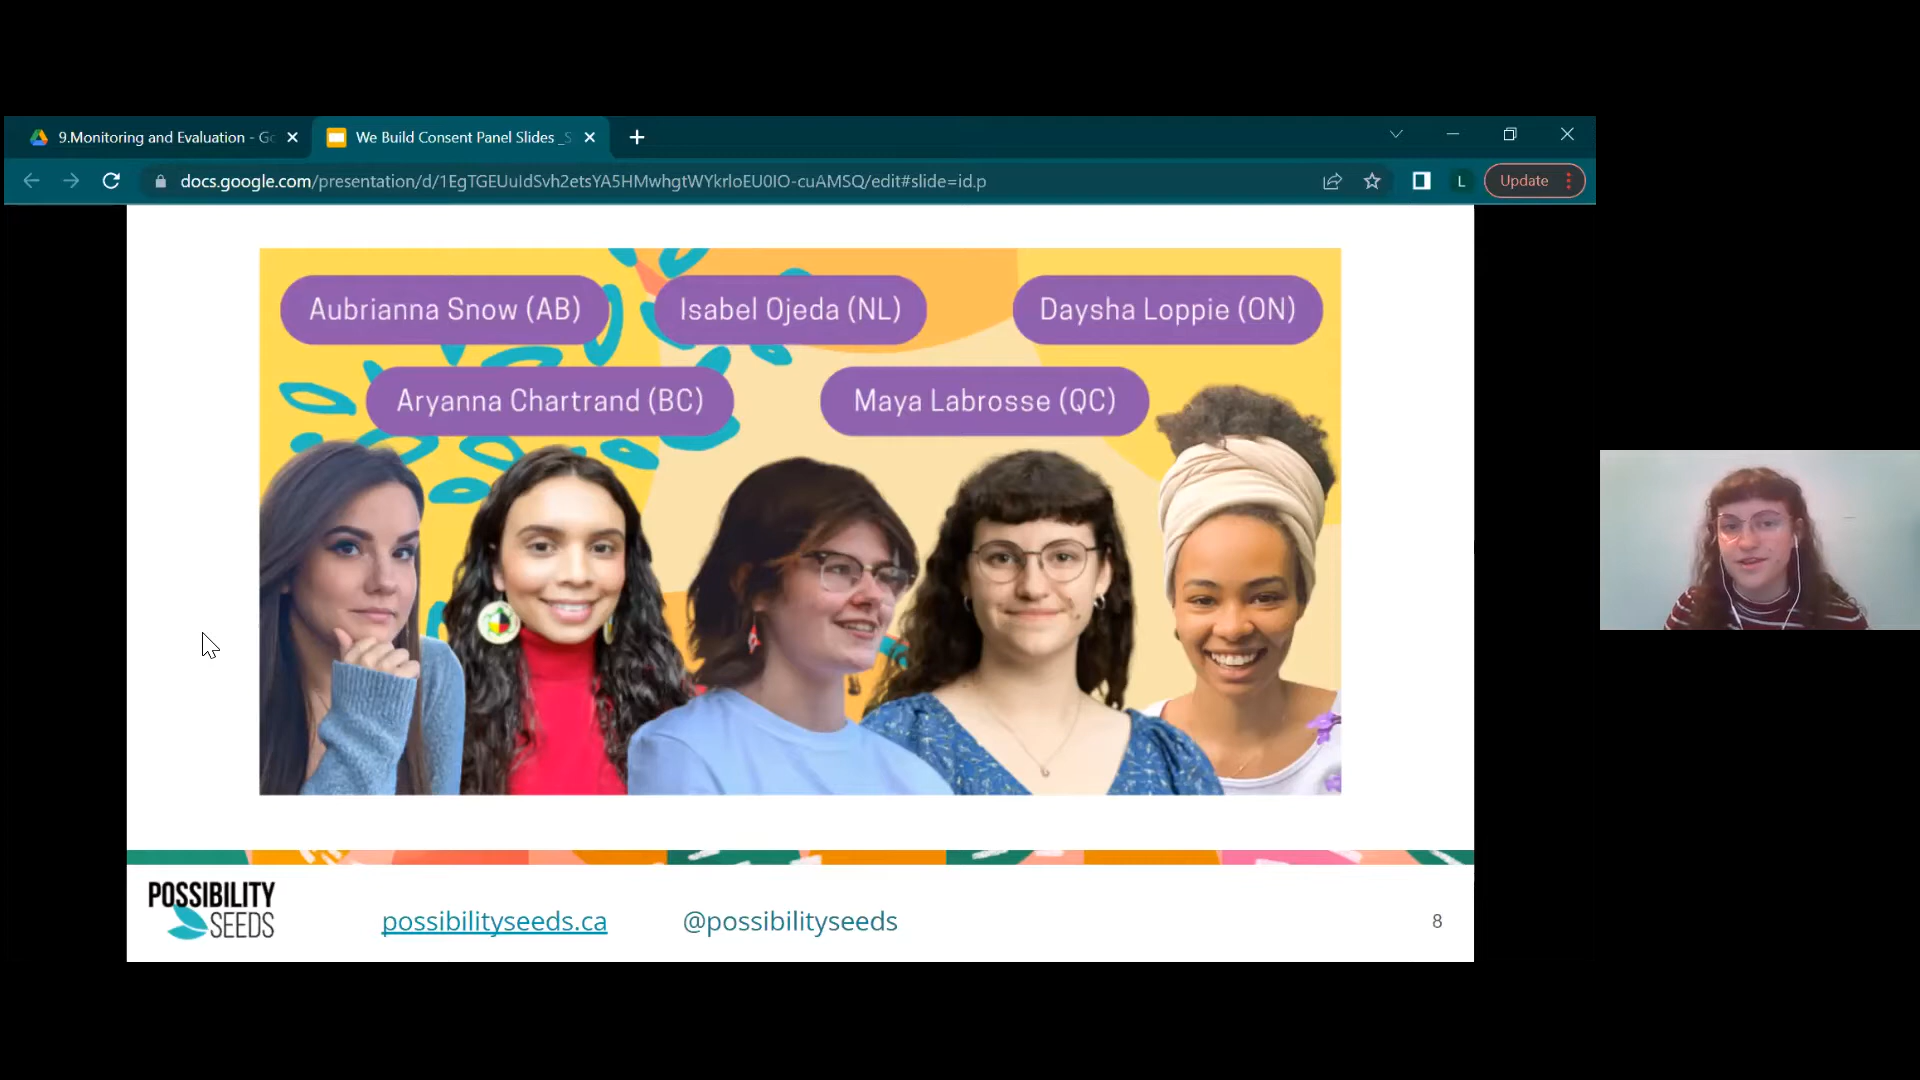 9.Monitoring and Evaluation - Go
We Build Consent Panel Slides _S
docs.google.com/presentation/d/1EgTGEUuIdSvh2etsYA5HMwhgtWYkrloEU0IO-cuAMSQ/edit#slide=id.p
L
Update
Aubrianna Snow (AB)
Isabel Ojeda (NL)
Daysha Loppie (ON)
Aryanna Chartrand (BC)
Maya Labrosse (QC)
POSSIBILITY
SEEDS
possibilityseeds.ca
@possibilityseeds
8